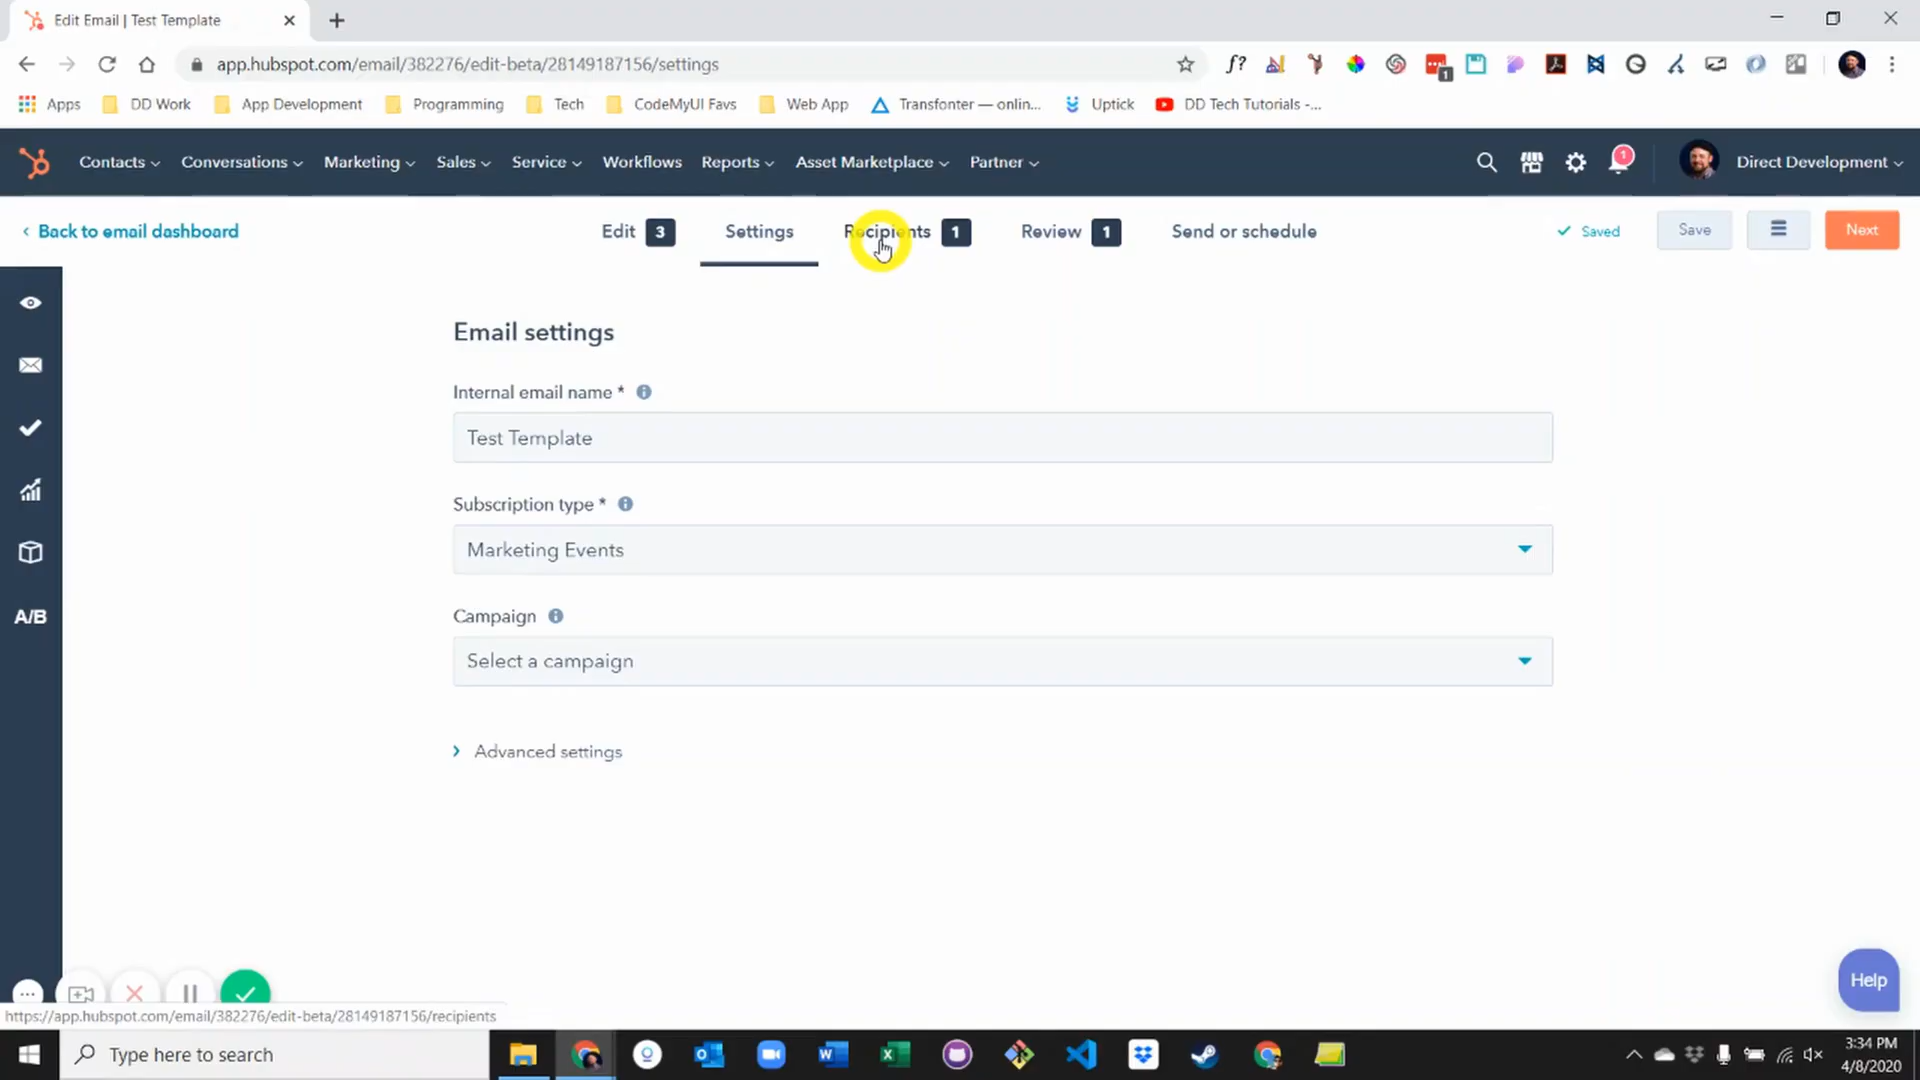 Edit Email | Test Template
app.hubspot.com/email/382276/edit-beta/28149187156/settings
f?
1
Apps
DD Work
App Development
Programming
Tech
CodeMyUI Favs
Web App
Transfonter — onlin...
Uptick
DD Tech Tutorials -...
Contacts
Conversations
Marketing
Sales
Service
Workflows
Reports
Asset Marketplace
Partner
1
Direct Development
Back to email dashboard
Edit 3
Settings
Recipients 1
Review 1
Send or schedule
Saved
Save
Next
Email settings
Internal email name *
Test Template
Subscription type *
Marketing Events
Campaign
Select a campaign
A/B
Advanced settings
Help
https://app.hubspot.com/email/382276/edit-beta/28149187156/recipients
Type here to search
3:34 PM
4/8/2020